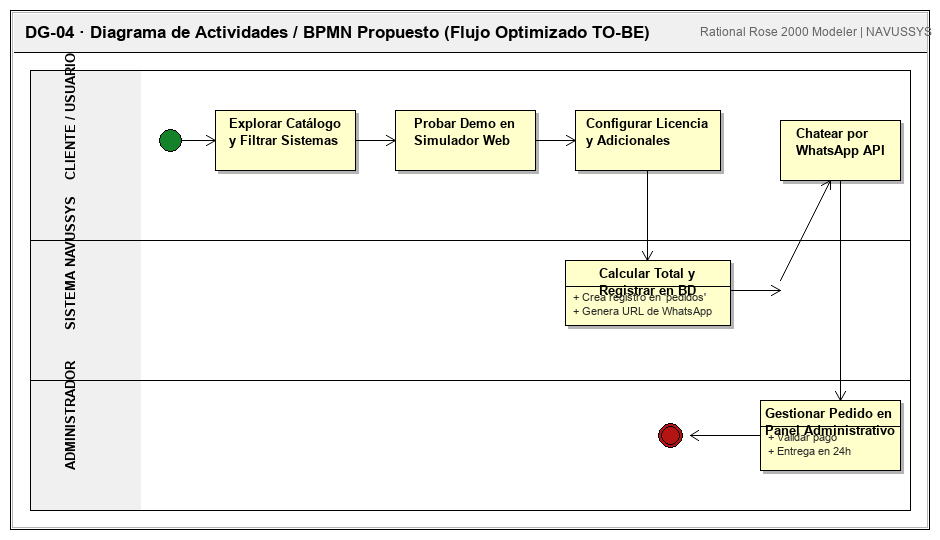 DG-04 · Diagrama de Actividades / BPMN Propuesto (Flujo Optimizado TO-BE)
Rational Rose 2000 Modeler | NAVUSSYS
CLIENTE / USUARIO
Explorar Catálogo
y Filtrar Sistemas
Probar Demo en
Simulador Web
Configurar Licencia
y Adicionales
Chatear por
WhatsApp API
SISTEMA NAVUSSYS
Calcular Total y
Registrar en BD
+ Crea registro en 'pedidos'
+ Genera URL de WhatsApp
ADMINISTRADOR
Gestionar Pedido en
Panel Administrativo
+ Validar pago
+ Entrega en 24h